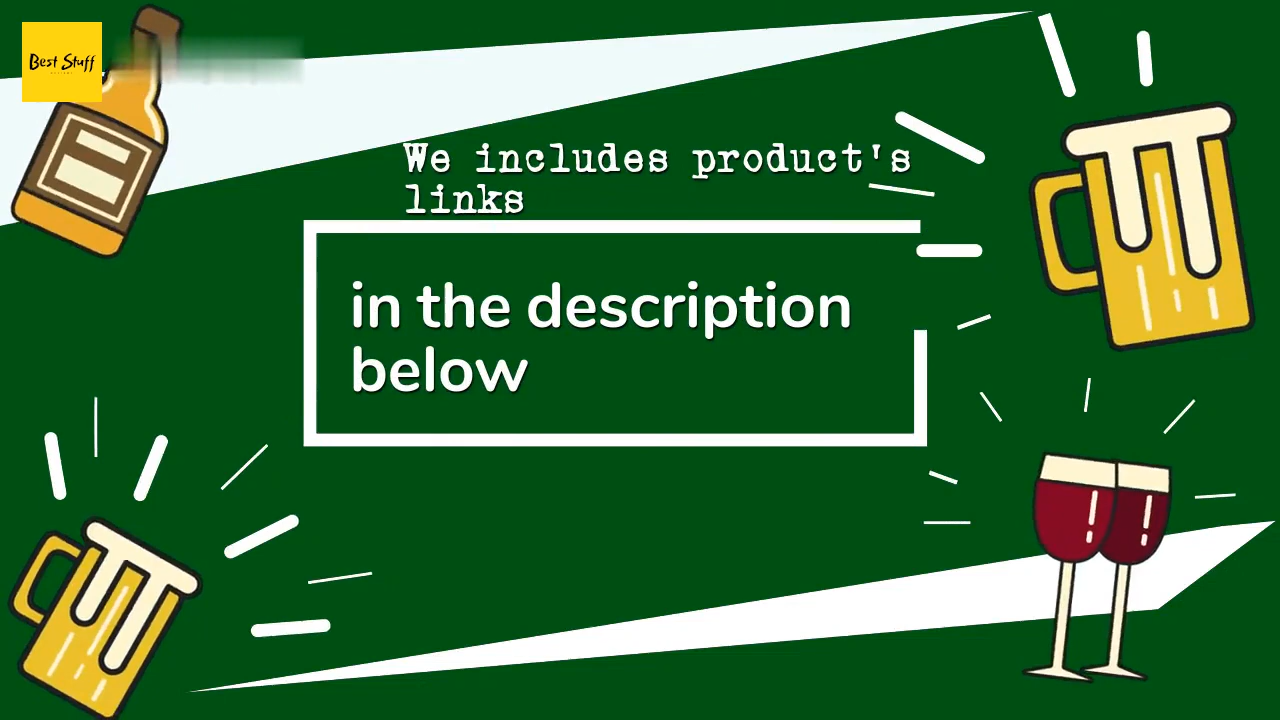 Best Stuff
We includes product's
links
in the description
below